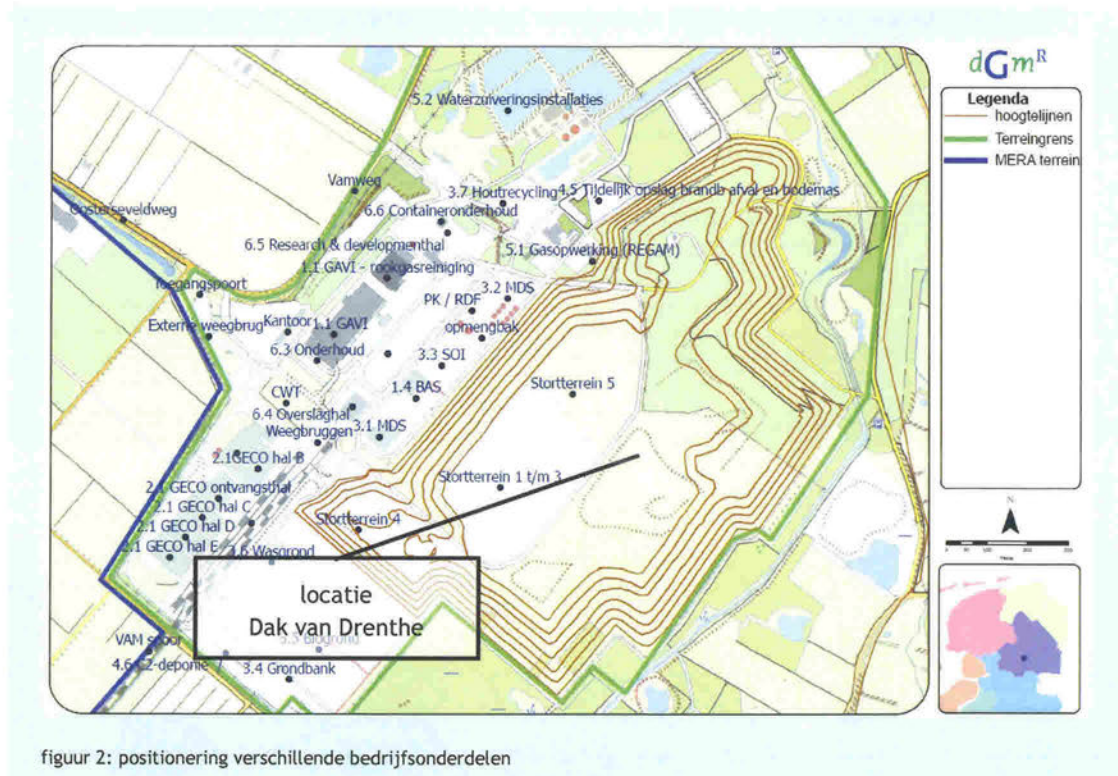 dGmR
Legenda
hoogtelijnen
Terreingrens
MERA terrein
5.2 Waterzuiveringsinstallaties
Vamweg
3.7 Houtrecycling
4.5 Tijdelijk opslag brandb afval en bodemas
Oosterseveldweg
6.6 Containeronderhoud
6.5 Research & developmenthal
5.1 Gasopwerking (REGAM)
1.1 GAVI - rookgasreiniging
Toegangspoort
3.2 MDS
PK / RDF
Externe weegbrug
Kantoor
1.1 GAVI
opmengbak
6.3 Onderhoud
3.3 SOI
Stortterrein 5
CWT
1.4 BAS
6.4 Overslaghal
Weegbruggen
3.1 MDS
2.1GECO hal B
Stortterrein 1 t/m 3
2.1 GECO ontvangsthal
2.1 GECO hal C
2.1 GECO hal D
Stortterrein 4
2.1 GECO hal E
3.6 Wasgrond
locatie
Dak van Drenthe
VAM spoor
3.5 Biogrond
4.6 C2-deponie
3.4 Grondbank
N
figuur 2: positionering verschillende bedrijfsonderdelen